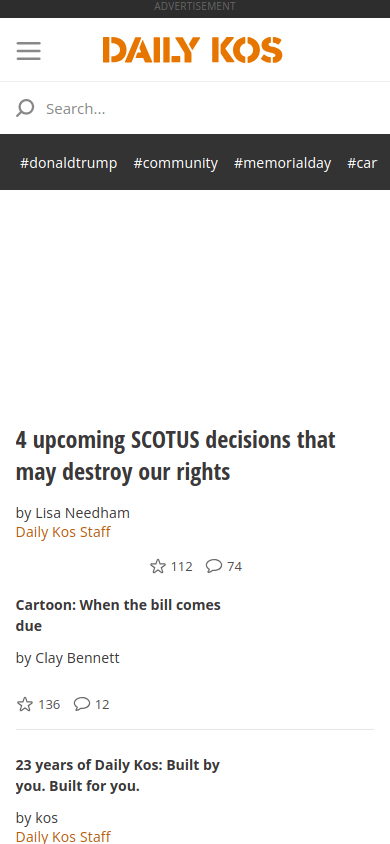 ADVERTISEMENT
DAILY KOS
Search...
#donaldtrump #community #memorialday #car
4 upcoming SCOTUS decisions that
may destroy our rights
by Lisa Needham
Daily Kos Staff
112 74
Cartoon: When the bill comes
due
by Clay Bennett
136 12
23 years of Daily Kos: Built by
you. Built for you.
by kos
Daily Kos Staff